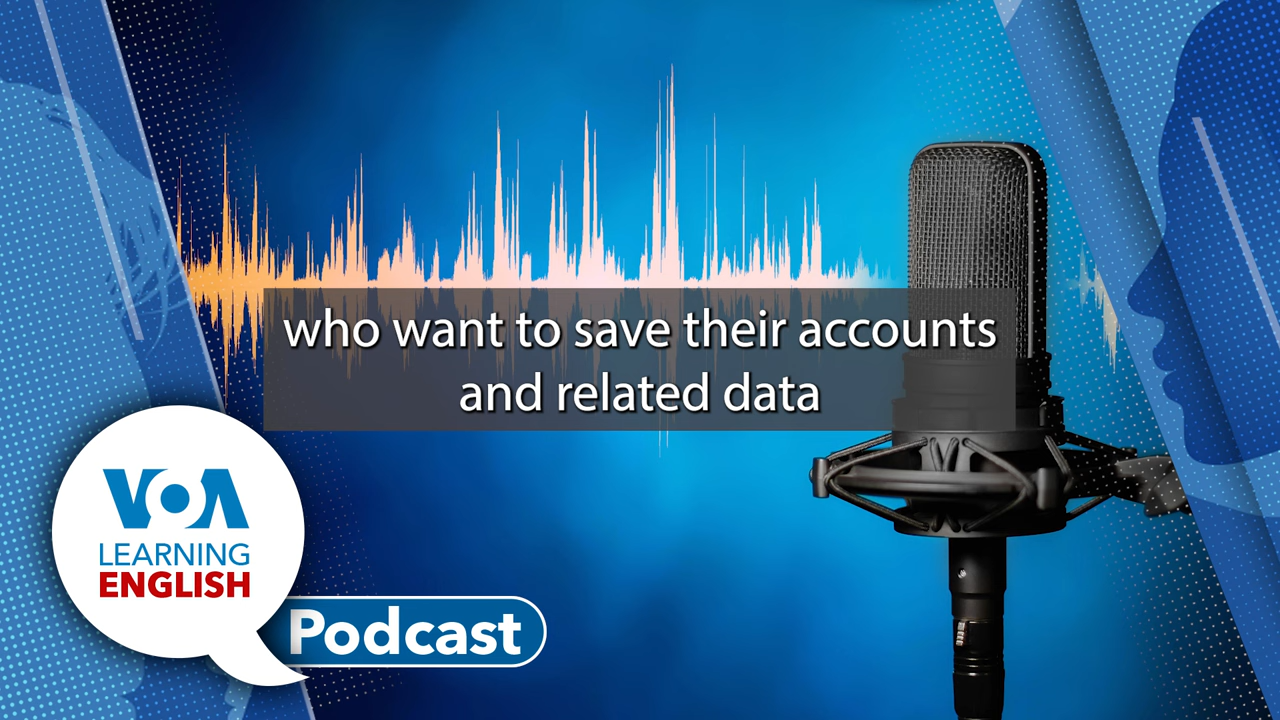 who want to save their accounts
and related data
VOA
LEARNING
ENGLISH
Podcast